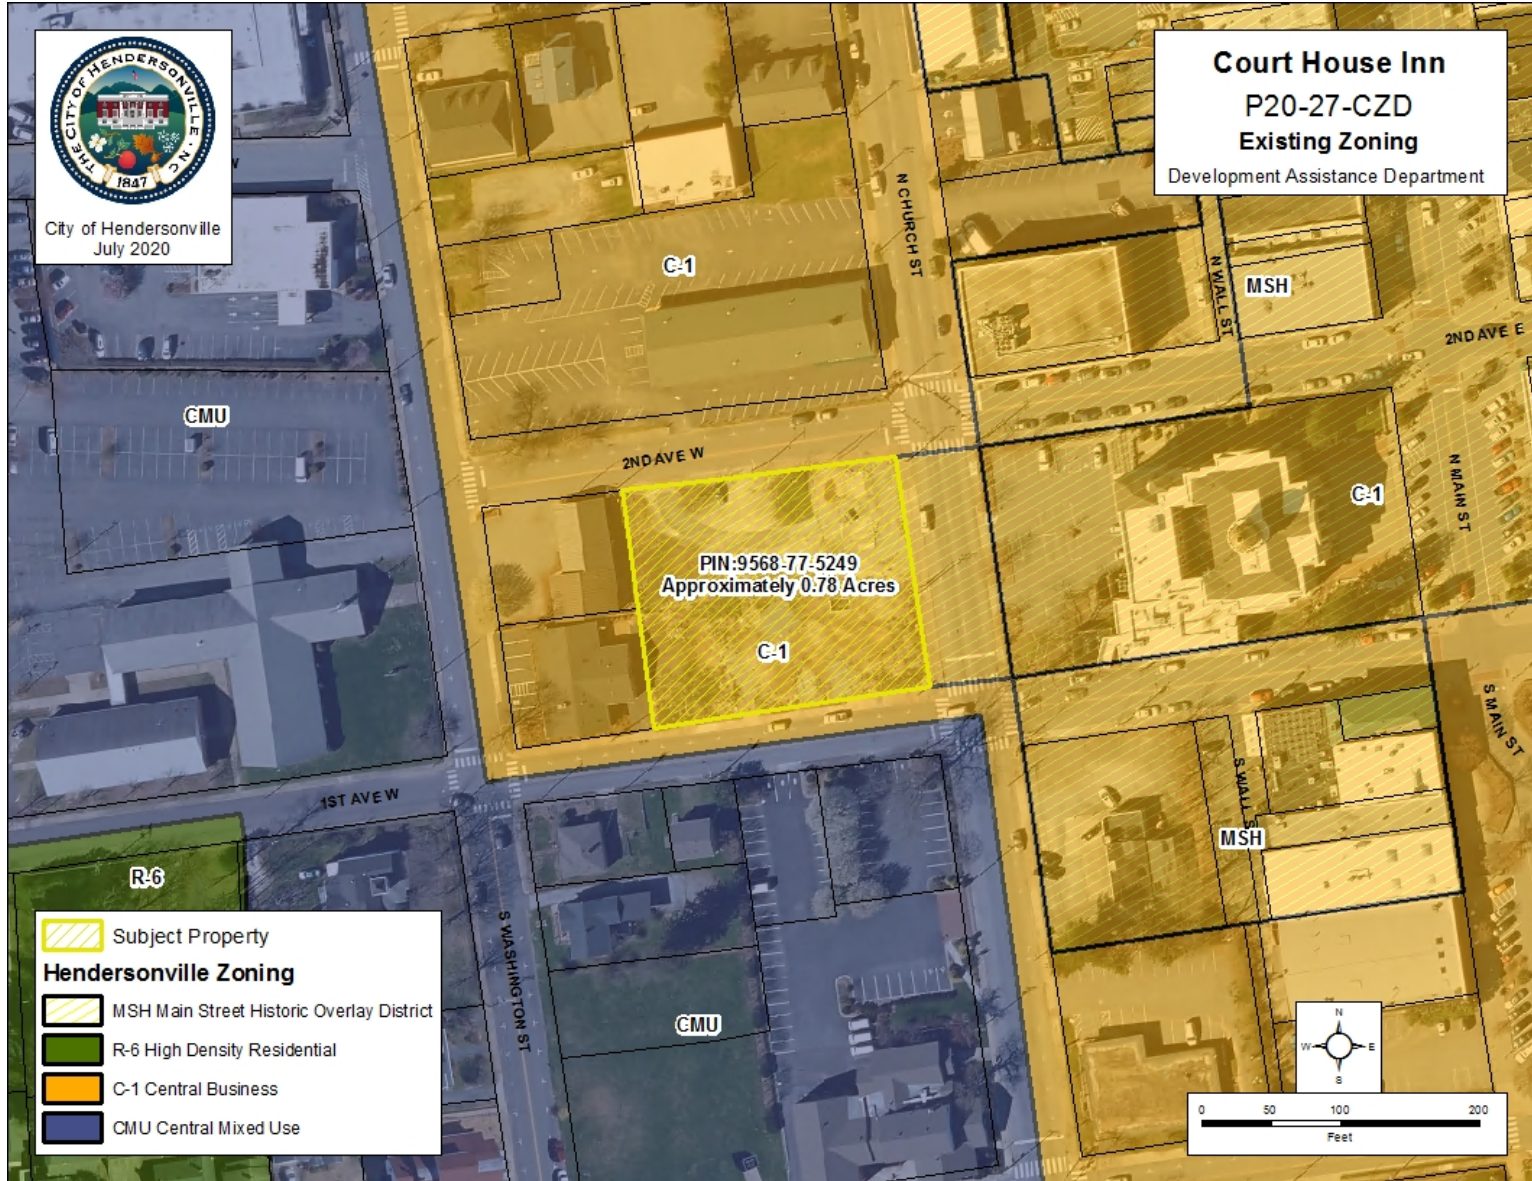 THE CITY OF HENDERSONVILLE, NC
1847
City of Hendersonville
July 2020
Court House Inn
P20-27-CZD
Existing Zoning
Development Assistance Department
W
N CHURCH ST
C-1
N WALL ST
MSH
2ND AVE E
CMU
2ND AVE W
N MAIN ST
C-1
PIN:9568-77-5249
Approximately 0.78 Acres
C-1
S MAIN ST
1ST AVE W
S WALL S
MSH
R-6
S WASHINGTON ST
CMU
Subject Property
Hendersonville Zoning
MSH Main Street Historic Overlay District
R-6 High Density Residential
C-1 Central Business
CMU Central Mixed Use
N
W
E
S
0 50 100 200
Feet